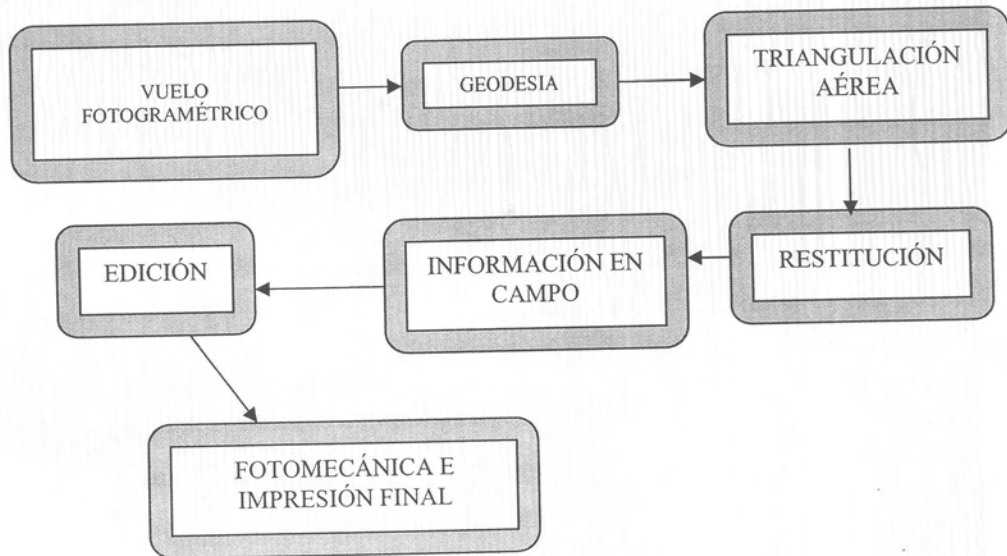 VUELO
FOTOGRAMÉTRICO
GEODESIA
TRIANGULACIÓN
AÉREA
RESTITUCIÓN
INFORMACIÓN EN
CAMPO
EDICIÓN
FOTOMECÁNICA E
IMPRESIÓN FINAL